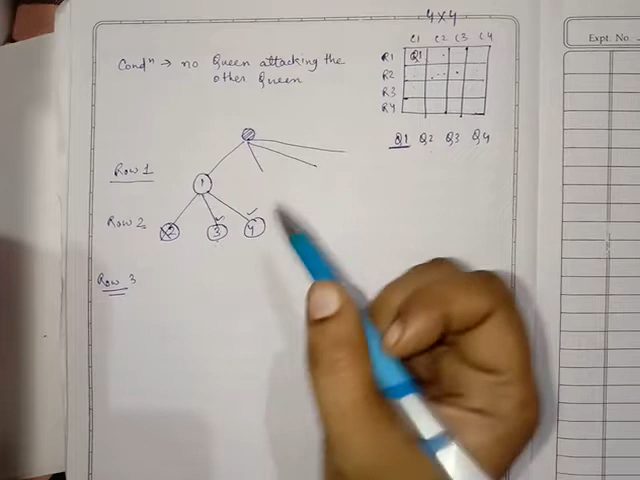 4x4
C1 C2 C3 C4
Condⁿ → no Queen attacking the
other Queen
R1 Q1
R2
R3
R4
Q1 Q2 Q3 Q4
Row 1
1
Row 2
2 3 4
Row 3
Expt. No.